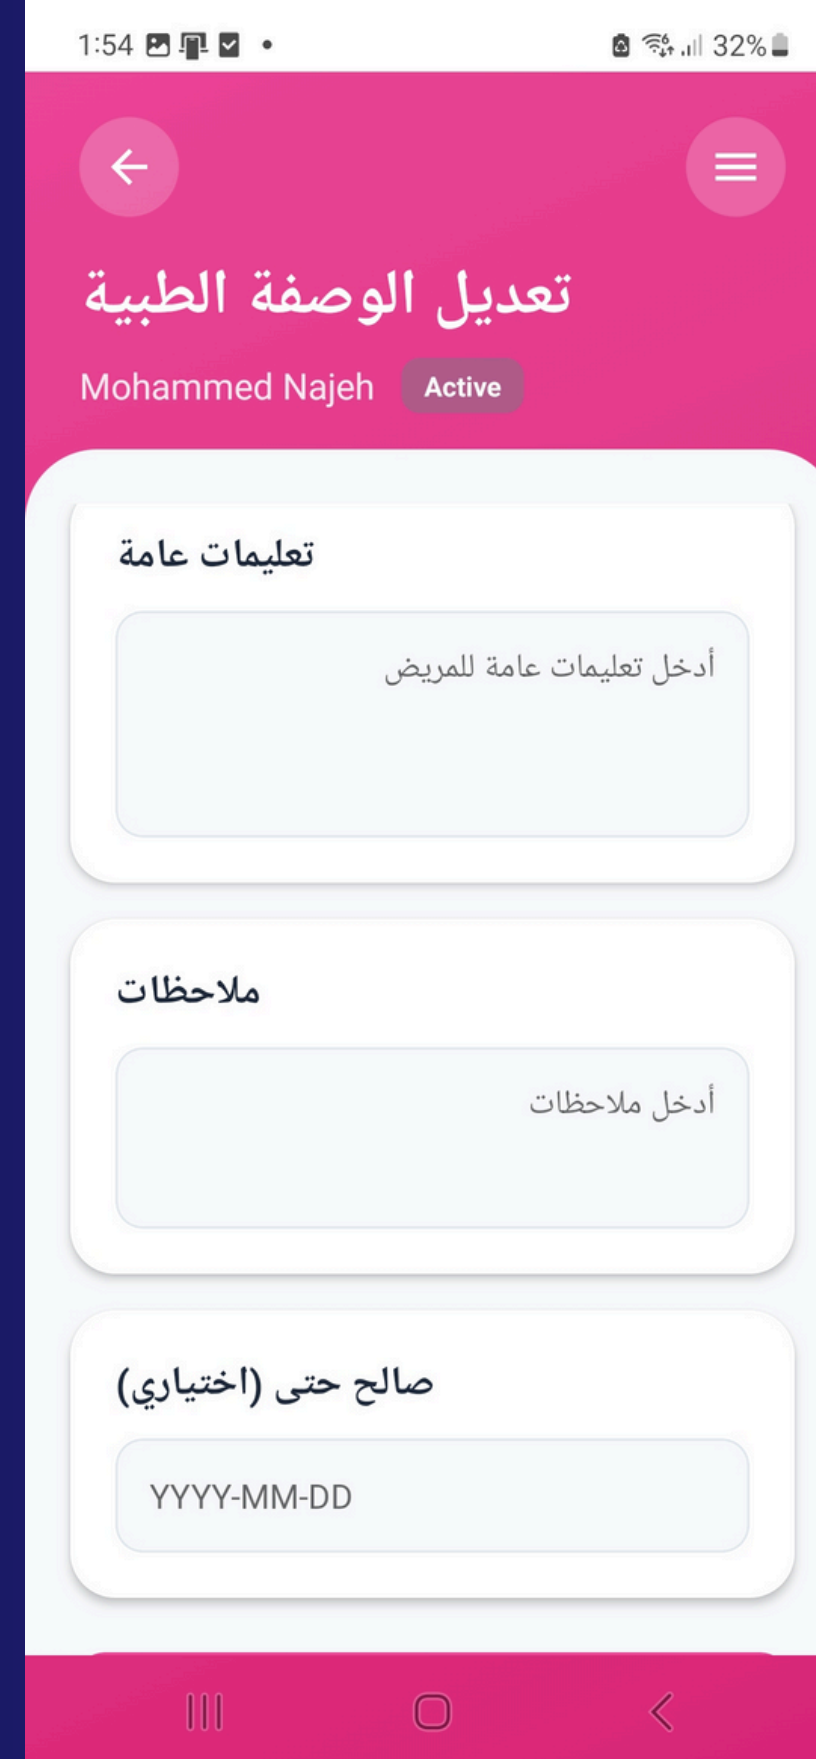 1:54
32%
تعديل الوصفة الطبية
Mohammed Najeh Active
تعليمات عامة
أدخل تعليمات عامة للمريض
ملاحظات
أدخل ملاحظات
صالح حتى (اختياري)
YYYY-MM-DD